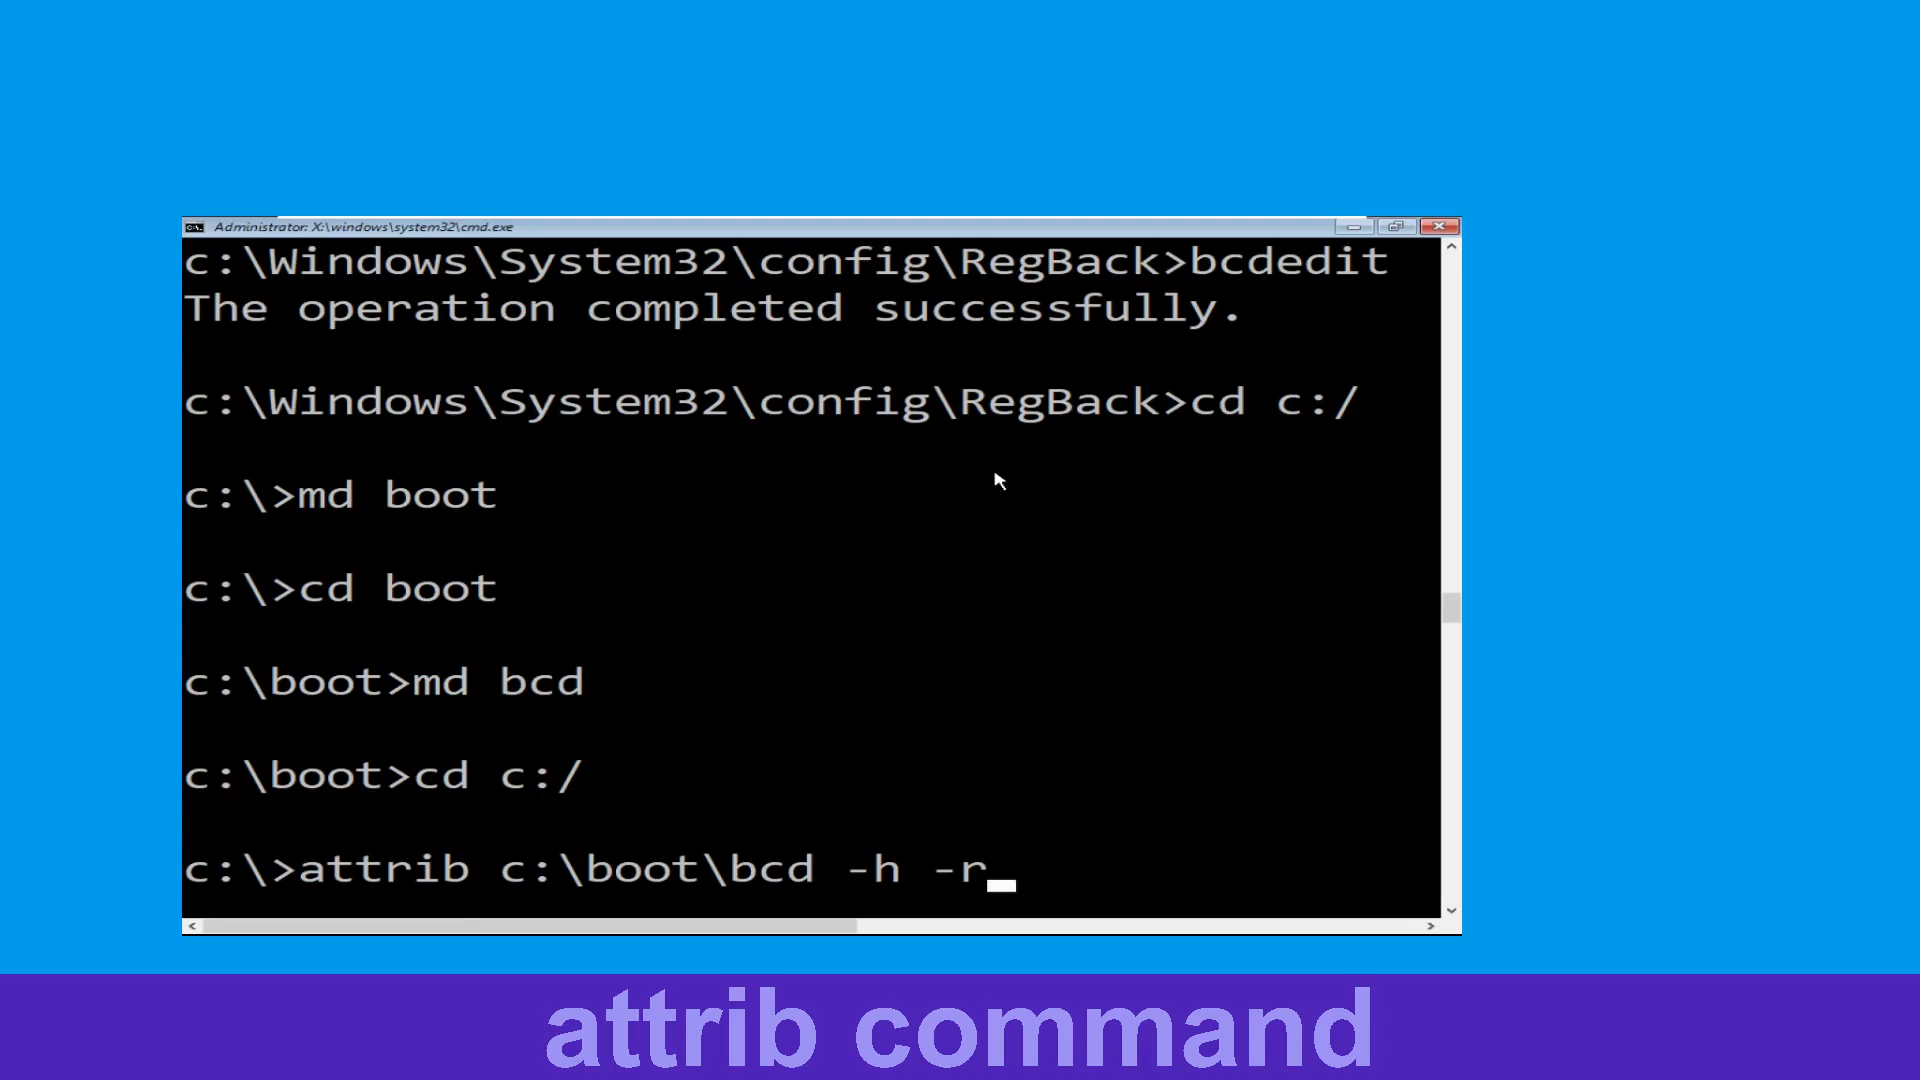 Administrator: X:\windows\system32\cmd.exe
c:\Windows\System32\config\RegBack>bcdedit
The operation completed successfully.
c:\Windows\System32\config\RegBack>cd c:/
c:\>md boot
c:\>cd boot
c:\boot>md bcd
c:\boot>cd c:/
c:\>attrib c:\boot\bcd -h -r
attrib command